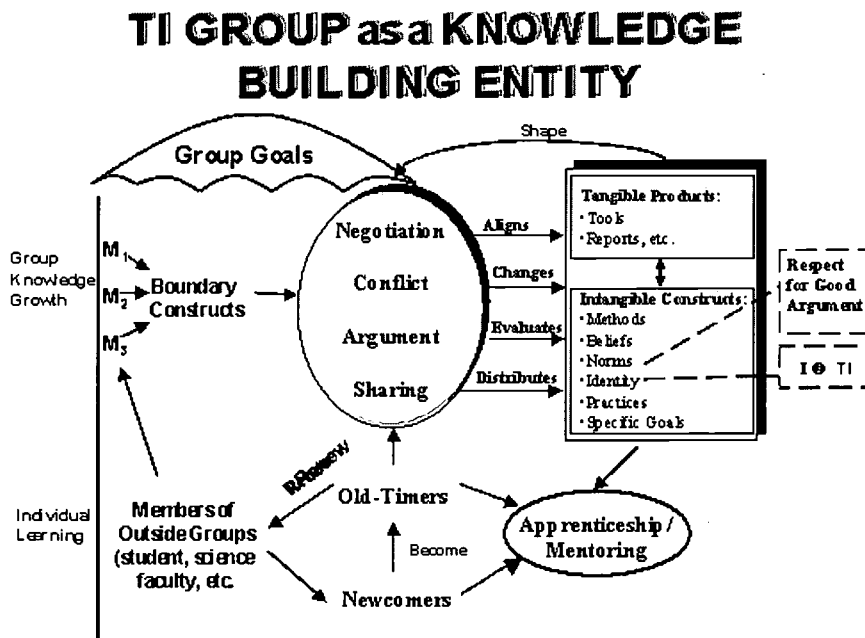 TI GROUP as a KNOWLEDGE
BUILDING ENTITY
Shape
Group Goals
Tangible Products:
· Tools
· Reports, etc.
Negotiation
Conflict
Argument
Sharing
Aligns
Changes
Evaluates
Distributes
Group
Knowledge
Growth
M1
M2
M3
Boundary
Constructs
Intangible Constructs:
· Methods
· Beliefs
· Norms
· Identity
· Practices
· Specific Goals
Respect
for Good
Argument
TI
Old-Timers
Individual
Learning
Members of
Outside Groups
(student, science
faculty, etc.
Become
Newcomers
Apprenticeship/
Mentoring